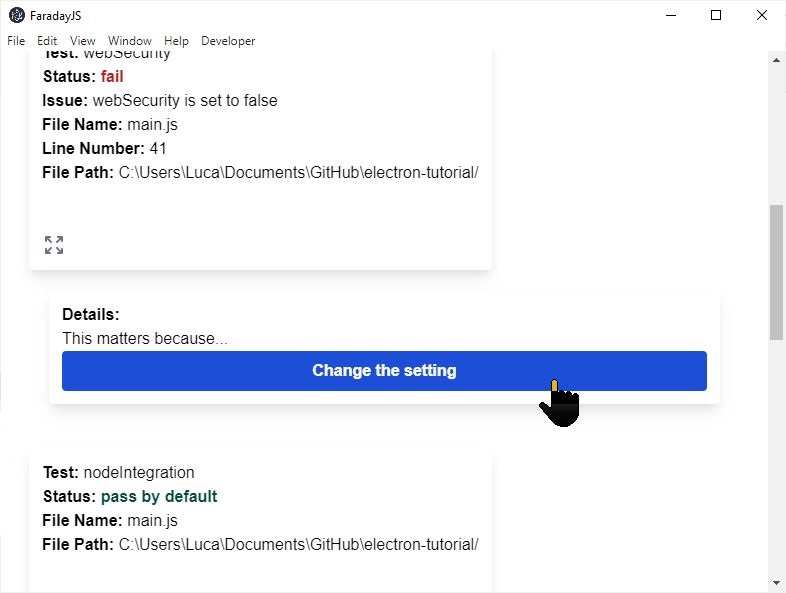 FaradayJS
File Edit View Window Help Developer
Test: webSecurity
Status: fail
Issue: webSecurity is set to false
File Name: main.js
Line Number: 41
File Path: C:\Users\Luca\Documents\GitHub\electron-tutorial/
Details:
This matters because...
Change the setting
Test: nodeIntegration
Status: pass by default
File Name: main.js
File Path: C:\Users\Luca\Documents\GitHub\electron-tutorial/